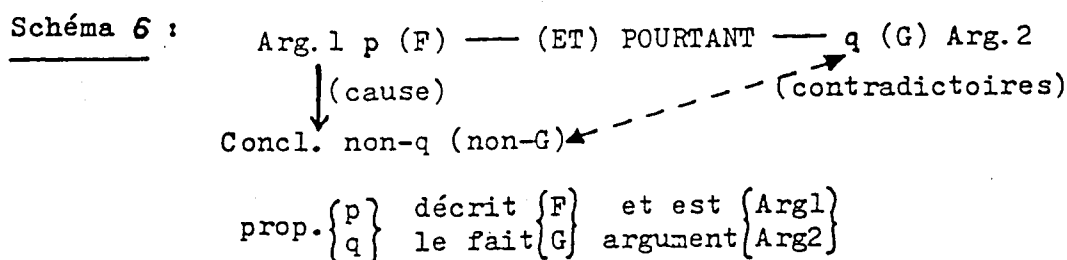 Schéma 6 :
Arg.1 p (F) — (ET) POURTANT — q (G) Arg.2
(cause)
(contradictoires)
Concl. non-q (non-G)
prop. {p} décrit {F} et est {Arg1}
{q} le fait {G} argument {Arg2}